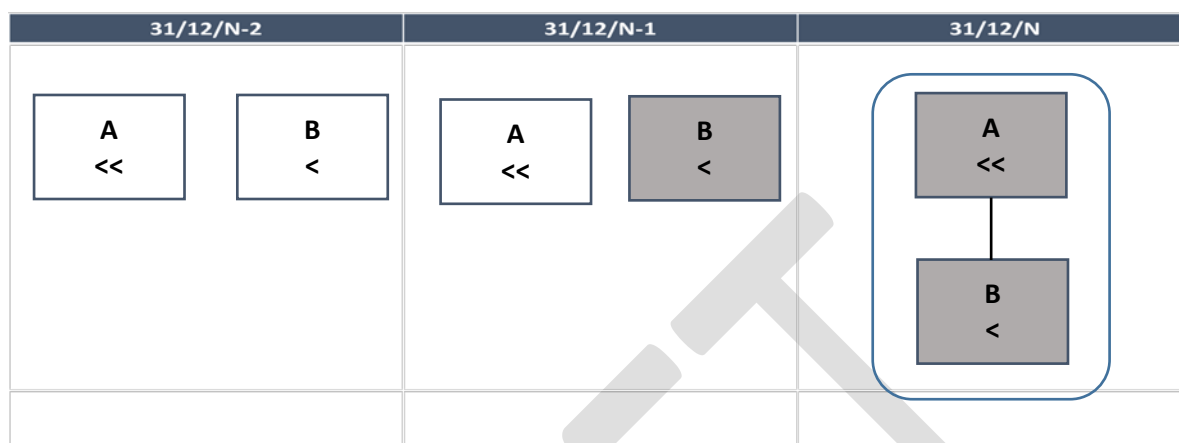 31/12/N-2 31/12/N-1 31/12/N
A B A B A
<< < << < <<
B
<